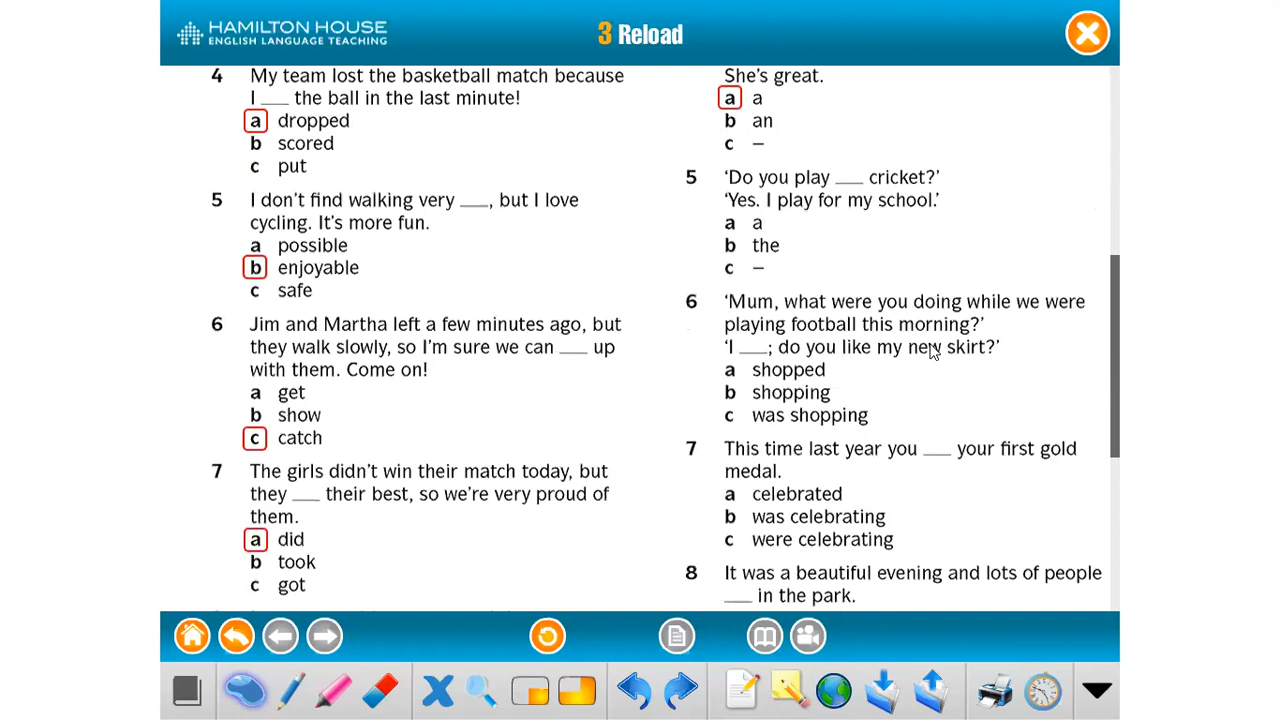 HAMILTON HOUSE
ENGLISH LANGUAGE TEACHING
3 Reload
4 My team lost the basketball match because
I ___ the ball in the last minute!
a dropped
b scored
c put
5 I don't find walking very ___, but I love
cycling. It's more fun.
a possible
b enjoyable
c safe
6 Jim and Martha left a few minutes ago, but
they walk slowly, so I'm sure we can ___ up
with them. Come on!
a get
b show
c catch
7 The girls didn't win their match today, but
they ___ their best, so we're very proud of
them.
a did
b took
c got
She's great.
a a
b an
c –
5 ‘Do you play ___ cricket?’
‘Yes. I play for my school.’
a a
b the
c –
6 ‘Mum, what were you doing while we were
playing football this morning?’
‘I ___; do you like my new skirt?’
a shopped
b shopping
c was shopping
7 This time last year you ___ your first gold
medal.
a celebrated
b was celebrating
c were celebrating
8 It was a beautiful evening and lots of people
___ in the park.